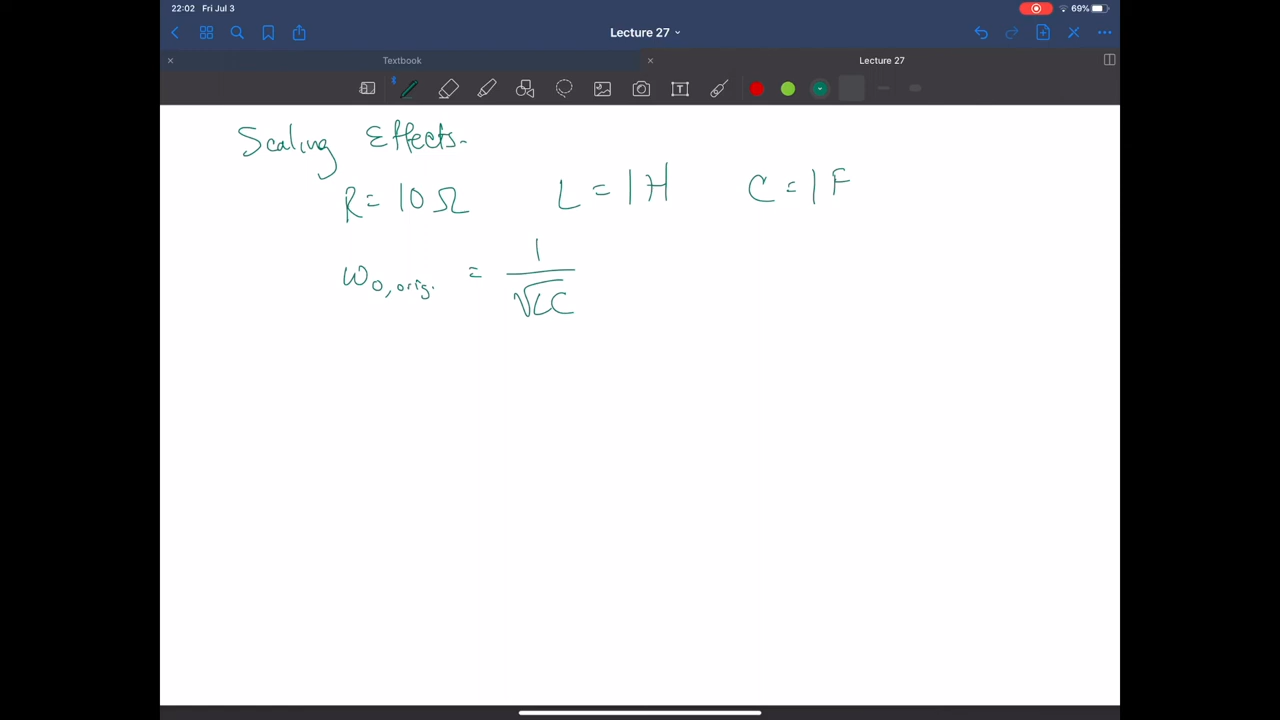 22:02 Fri Jul 3
69%
Lecture 27
Textbook
Lecture 27
T
Scaling Effects.
R = 10 Ω L = 1 H C = 1 F
ω0,orig. = 1/√LC